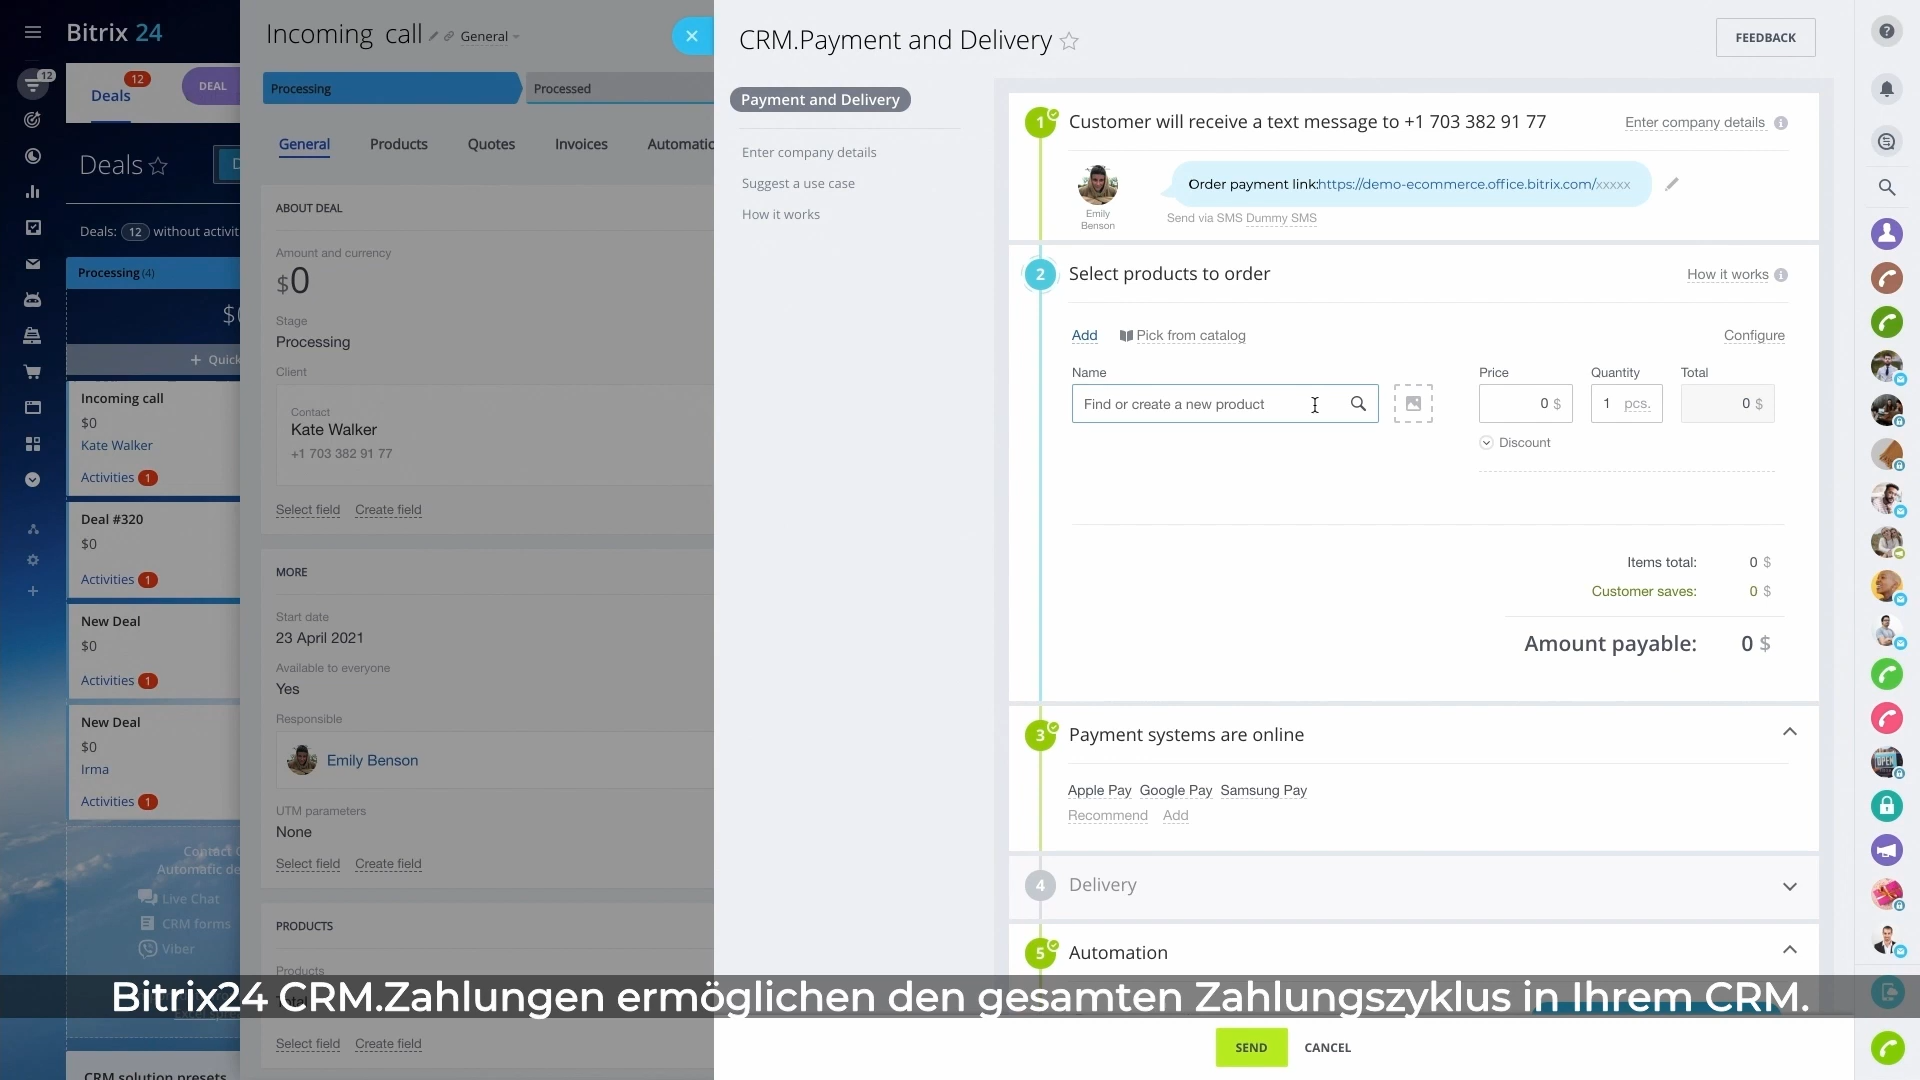 Bitrix 24
12
Deals
12
DEAL
Deals
Deals: 12 without activit
Processing (4)
Quick
Incoming call
$0
Kate Walker
Activities 1
Deal #320
$0
Activities 1
New Deal
$0
Activities 1
New Deal
$0
Irma
Activities 1
Live Chat
CRM forms
Viber
CRM solution presets
Incoming call
General
Processing
Processed
General Products Quotes Invoices Automatic
ABOUT DEAL
Amount and currency
$0
Stage
Processing
Client
Contact
Kate Walker
+1 703 382 91 77
Select field Create field
MORE
Start date
23 April 2021
Available to everyone
Yes
Responsible
Emily Benson
UTM parameters
None
Select field Create field
PRODUCTS
Products
Select field Create field
CRM.Payment and Delivery
FEEDBACK
Payment and Delivery
Enter company details
Suggest a use case
How it works
1 Customer will receive a text message to +1 703 382 91 77
Enter company details
Emily
Benson
Order payment link:https://demo-ecommerce.office.bitrix.com/xxxxx
Send via SMS Dummy SMS
2 Select products to order
How it works
Add Pick from catalog
Configure
Name Price Quantity Total
Find or create a new product 0 $ 1 pcs. 0 $
Discount
Items total: 0 $
Customer saves: 0 $
Amount payable: 0 $
3 Payment systems are online
Apple Pay Google Pay Samsung Pay
Recommend Add
4 Delivery
5 Automation
Bitrix24 CRM.Zahlungen ermöglichen den gesamten Zahlungszyklus in Ihrem CRM.
SEND CANCEL